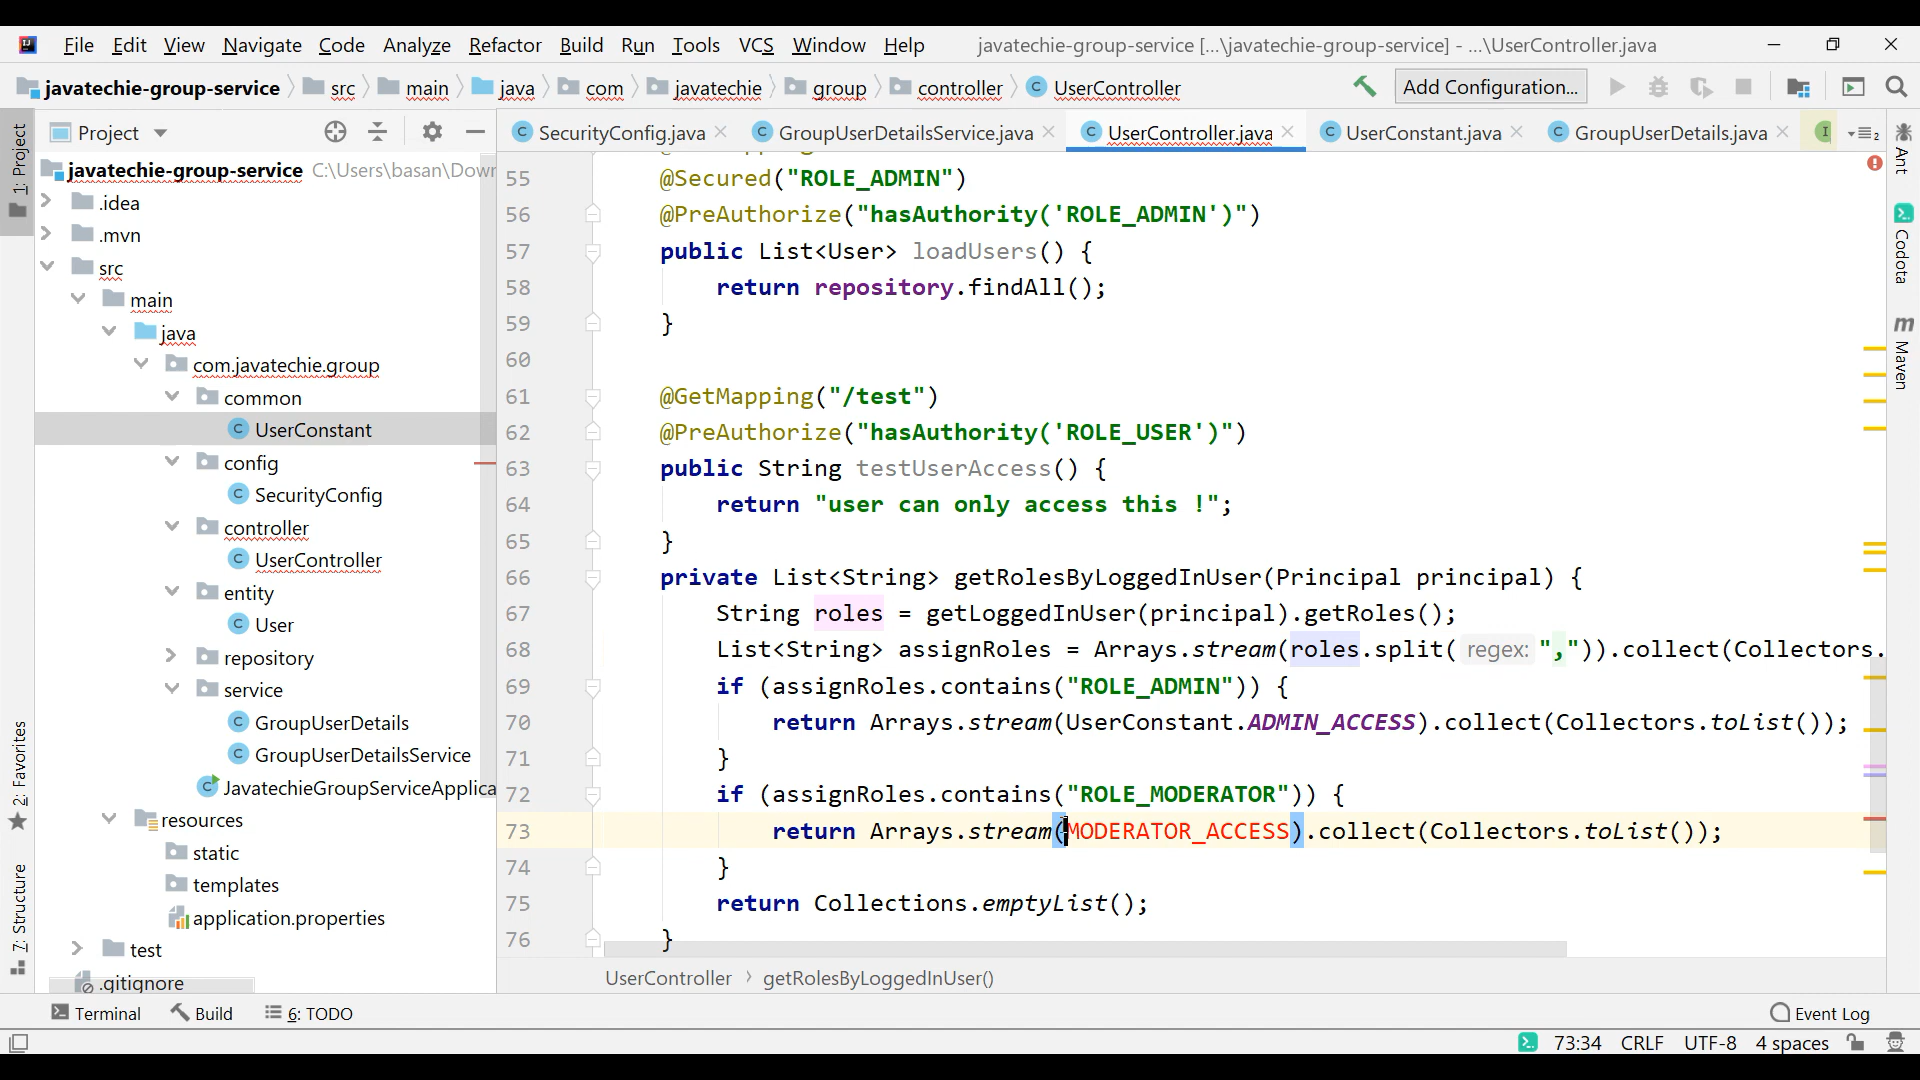 File Edit View Navigate Code Analyze Refactor Build Run Tools VCS Window Help javatechie-group-service [...\javatechie-group-service] - ...\UserController.java
javatechie-group-service src main java com javatechie group controller UserController Add Configuration...
1: Project
Project
SecurityConfig.java GroupUserDetailsService.java UserController.java UserConstant.java GroupUserDetails.java
javatechie-group-service C:\Users\basan\Dow
.idea
.mvn
src
main
java
com.javatechie.group
common
UserConstant
config
SecurityConfig
controller
UserController
entity
User
repository
service
GroupUserDetails
GroupUserDetailsService
JavatechieGroupServiceApplica
resources
static
templates
application.properties
test
.gitignore
55 @Secured("ROLE_ADMIN")
56 @PreAuthorize("hasAuthority('ROLE_ADMIN')")
57 public List<User> loadUsers() {
58 return repository.findAll();
59 }
60
61 @GetMapping("/test")
62 @PreAuthorize("hasAuthority('ROLE_USER')")
63 public String testUserAccess() {
64 return "user can only access this !";
65 }
66 private List<String> getRolesByLoggedInUser(Principal principal) {
67 String roles = getLoggedInUser(principal).getRoles();
68 List<String> assignRoles = Arrays.stream(roles.split( regex: ",")).collect(Collectors.
69 if (assignRoles.contains("ROLE_ADMIN")) {
70 return Arrays.stream(UserConstant.ADMIN_ACCESS).collect(Collectors.toList());
71 }
72 if (assignRoles.contains("ROLE_MODERATOR")) {
73 return Arrays.stream(MODERATOR_ACCESS).collect(Collectors.toList());
74 }
75 return Collections.emptyList();
76 }
UserController getRolesByLoggedInUser()
Ant
Codota
m Maven
2: Favorites
7: Structure
Terminal Build 6: TODO Event Log
73:34 CRLF UTF-8 4 spaces